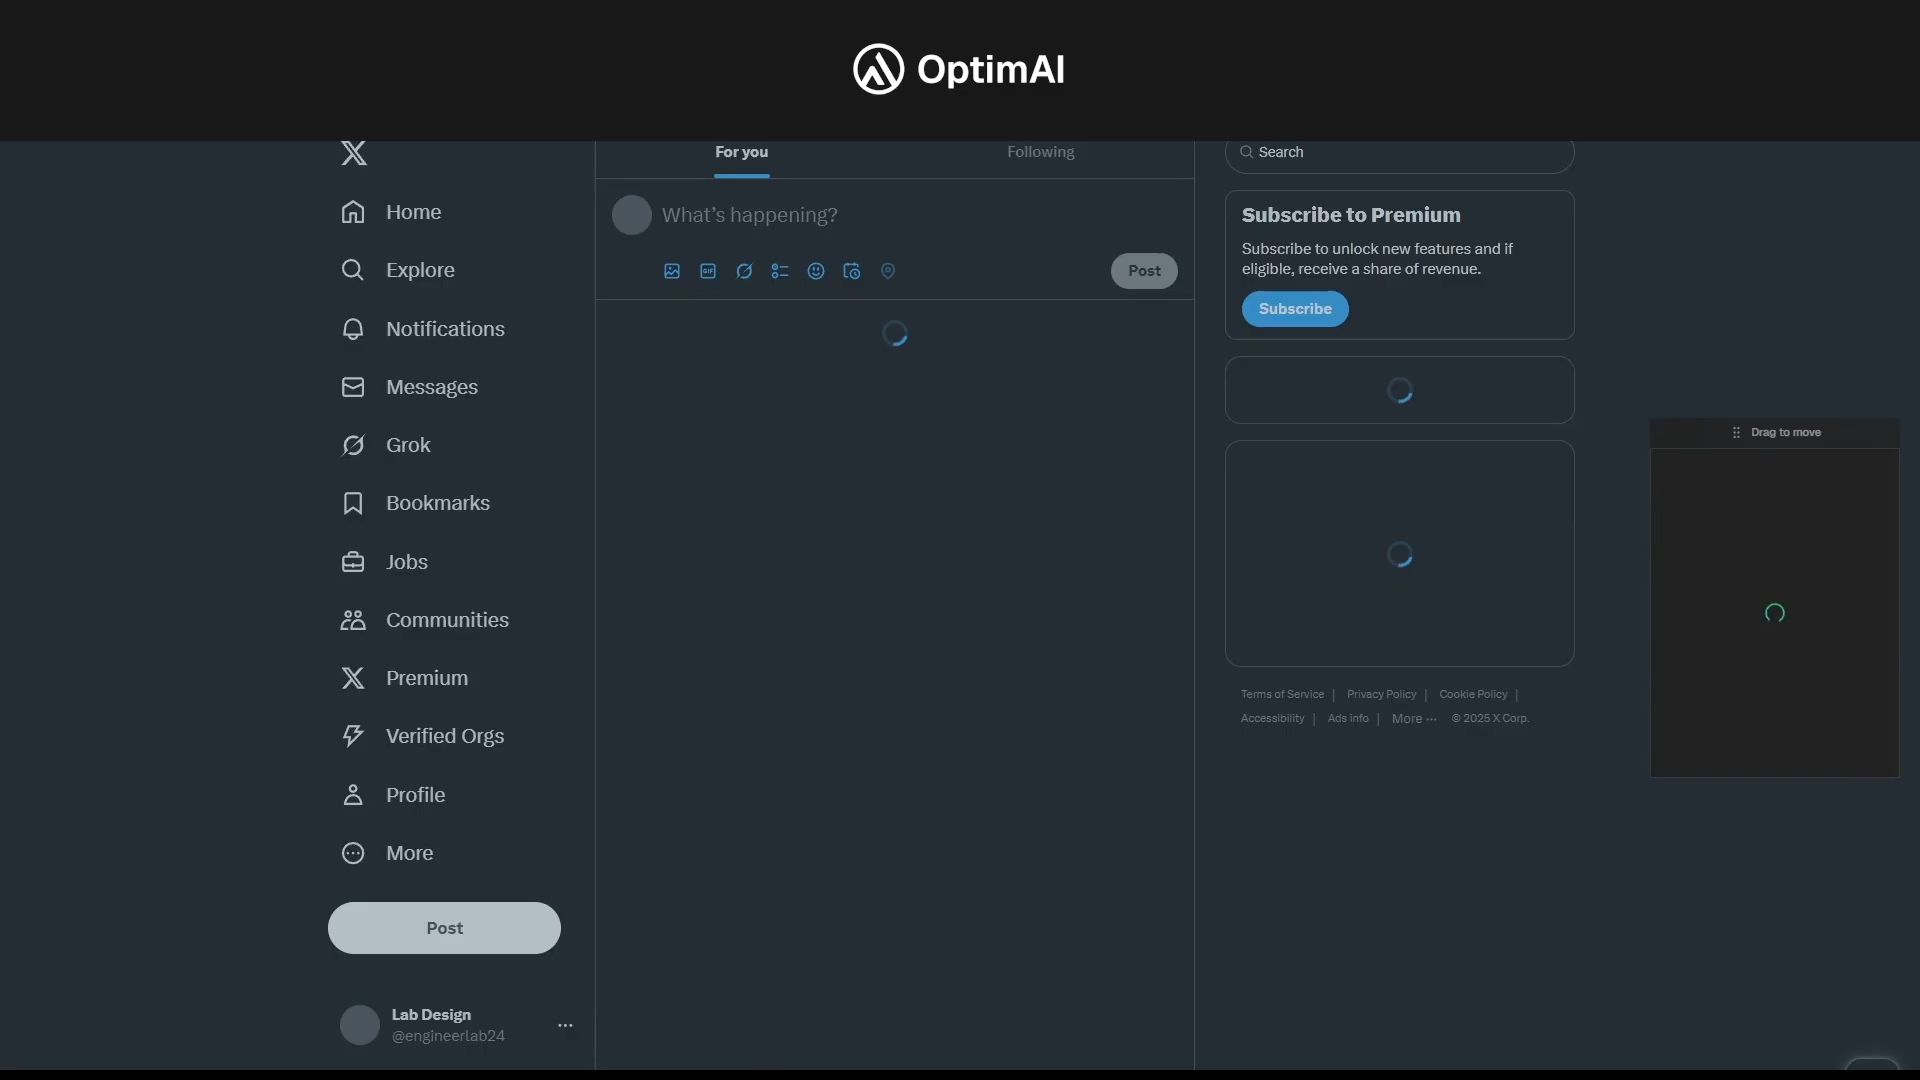 OptimAI
For you
Following
Search
Home
Explore
Notifications
Messages
Grok
Bookmarks
Jobs
Communities
Premium
Verified Orgs
Profile
More
Post
Lab Design
@engineerlab24
What's happening?
GIF
Post
Subscribe to Premium
Subscribe to unlock new features and if
eligible, receive a share of revenue.
Subscribe
Terms of Service | Privacy Policy | Cookie Policy |
Accessibility | Ads info | More ··· © 2025 X Corp.
Drag to move